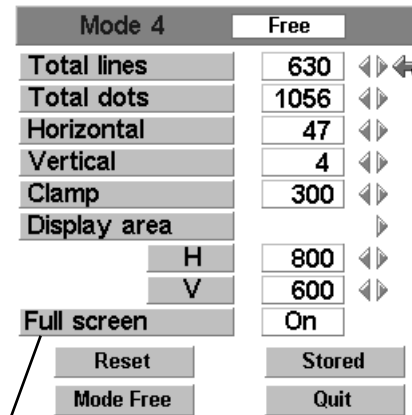 Mode 4 Free
Total lines 630
Total dots 1056
Horizontal 47
Vertical 4
Clamp 300
Display area
H 800
V 600
Full screen On
Reset Stored
Mode Free Quit